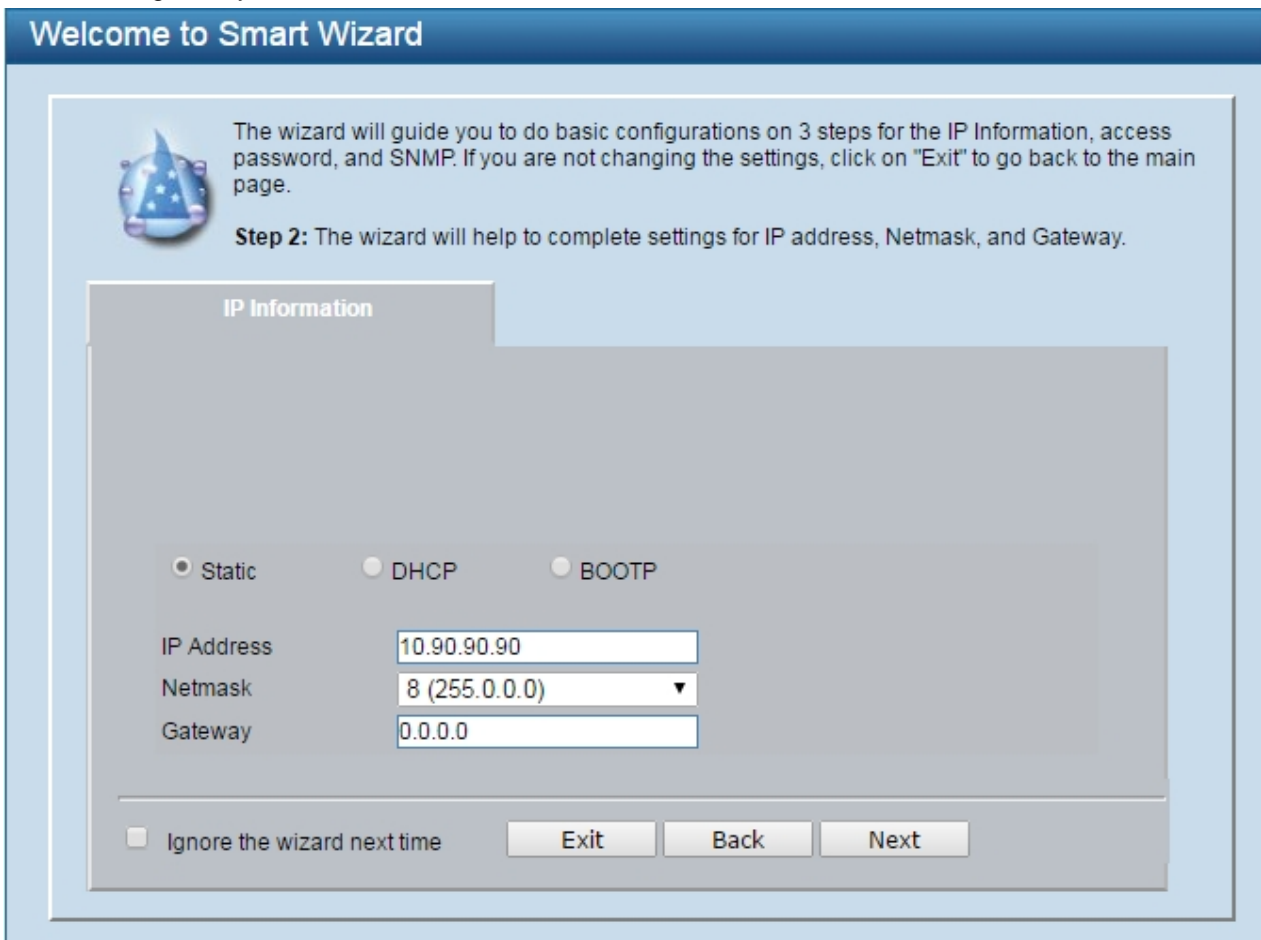 Welcome to Smart Wizard
The wizard will guide you to do basic configurations on 3 steps for the IP Information, access
password, and SNMP. If you are not changing the settings, click on "Exit" to go back to the main
page.
Step 2: The wizard will help to complete settings for IP address, Netmask, and Gateway.
IP Information
Static DHCP BOOTP
IP Address 10.90.90.90
Netmask 8 (255.0.0.0)
Gateway 0.0.0.0
Ignore the wizard next time Exit Back Next